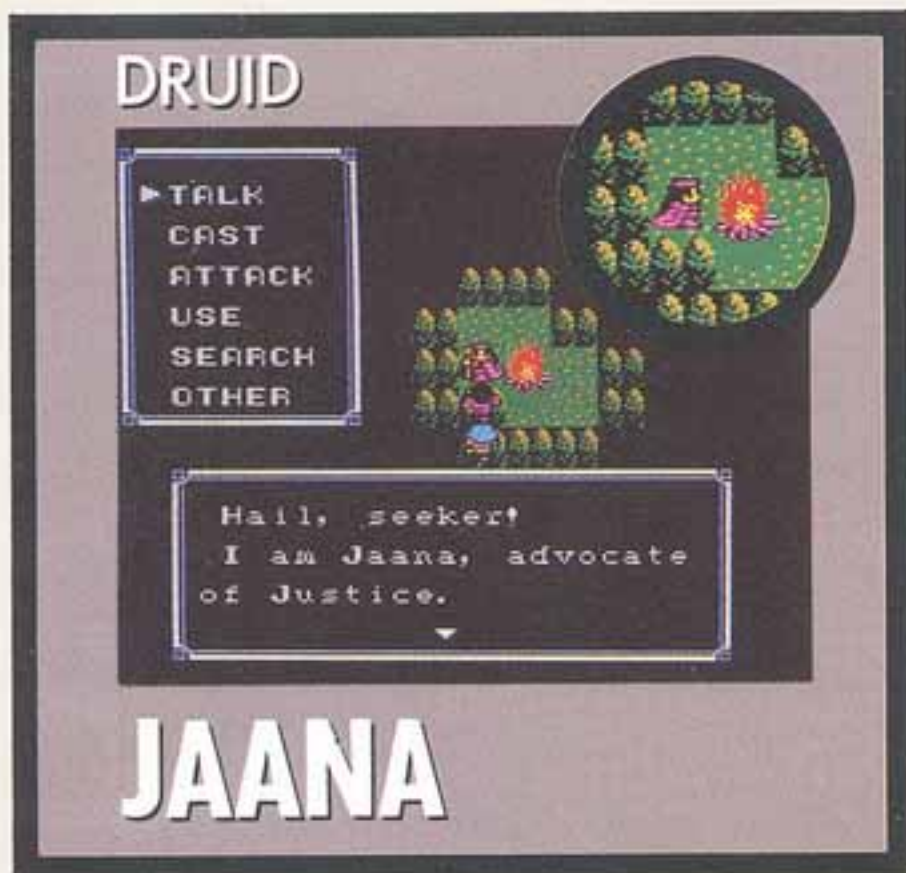 DRUID
TALK
CAST
ATTACK
USE
SEARCH
OTHER
Hail, seeker!
I am Jaana, advocate
of Justice.
JAANA